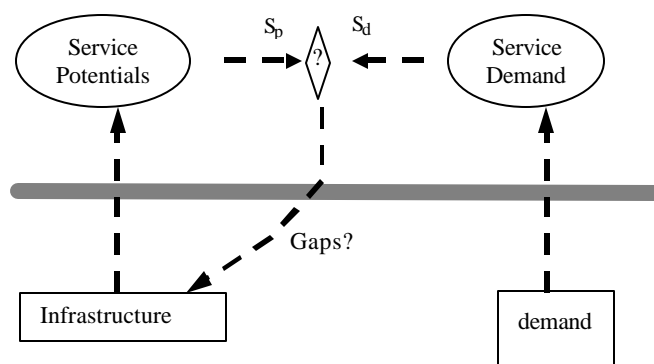 Service
Potentials
Sp
?
Sd
Service
Demand
Gaps?
Infrastructure
demand